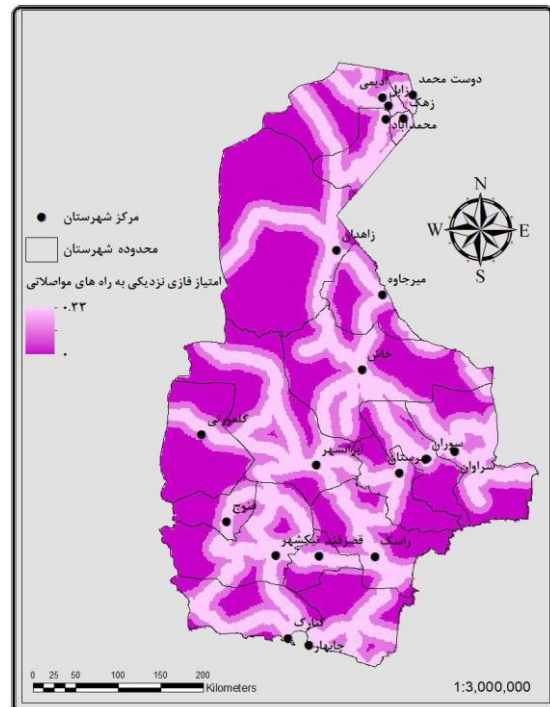 دوست محمد
ادیمی
زابل
زهک
محمدآباد
N
W E
S
مرکز شهرستان
محدوده شهرستان
زاهدان
امتیاز فازی نزدیکی به راه های مواصلاتی
میرجاوه
۰.۳۳
۰
خاش
گلمورتی
سوران
ایرانشهر
سراوان
فنوج
راسک
قصرقند
نیکشهر
کنارک
چابهار
0 25 50 100 150 200
Kilometers
1:3,000,000